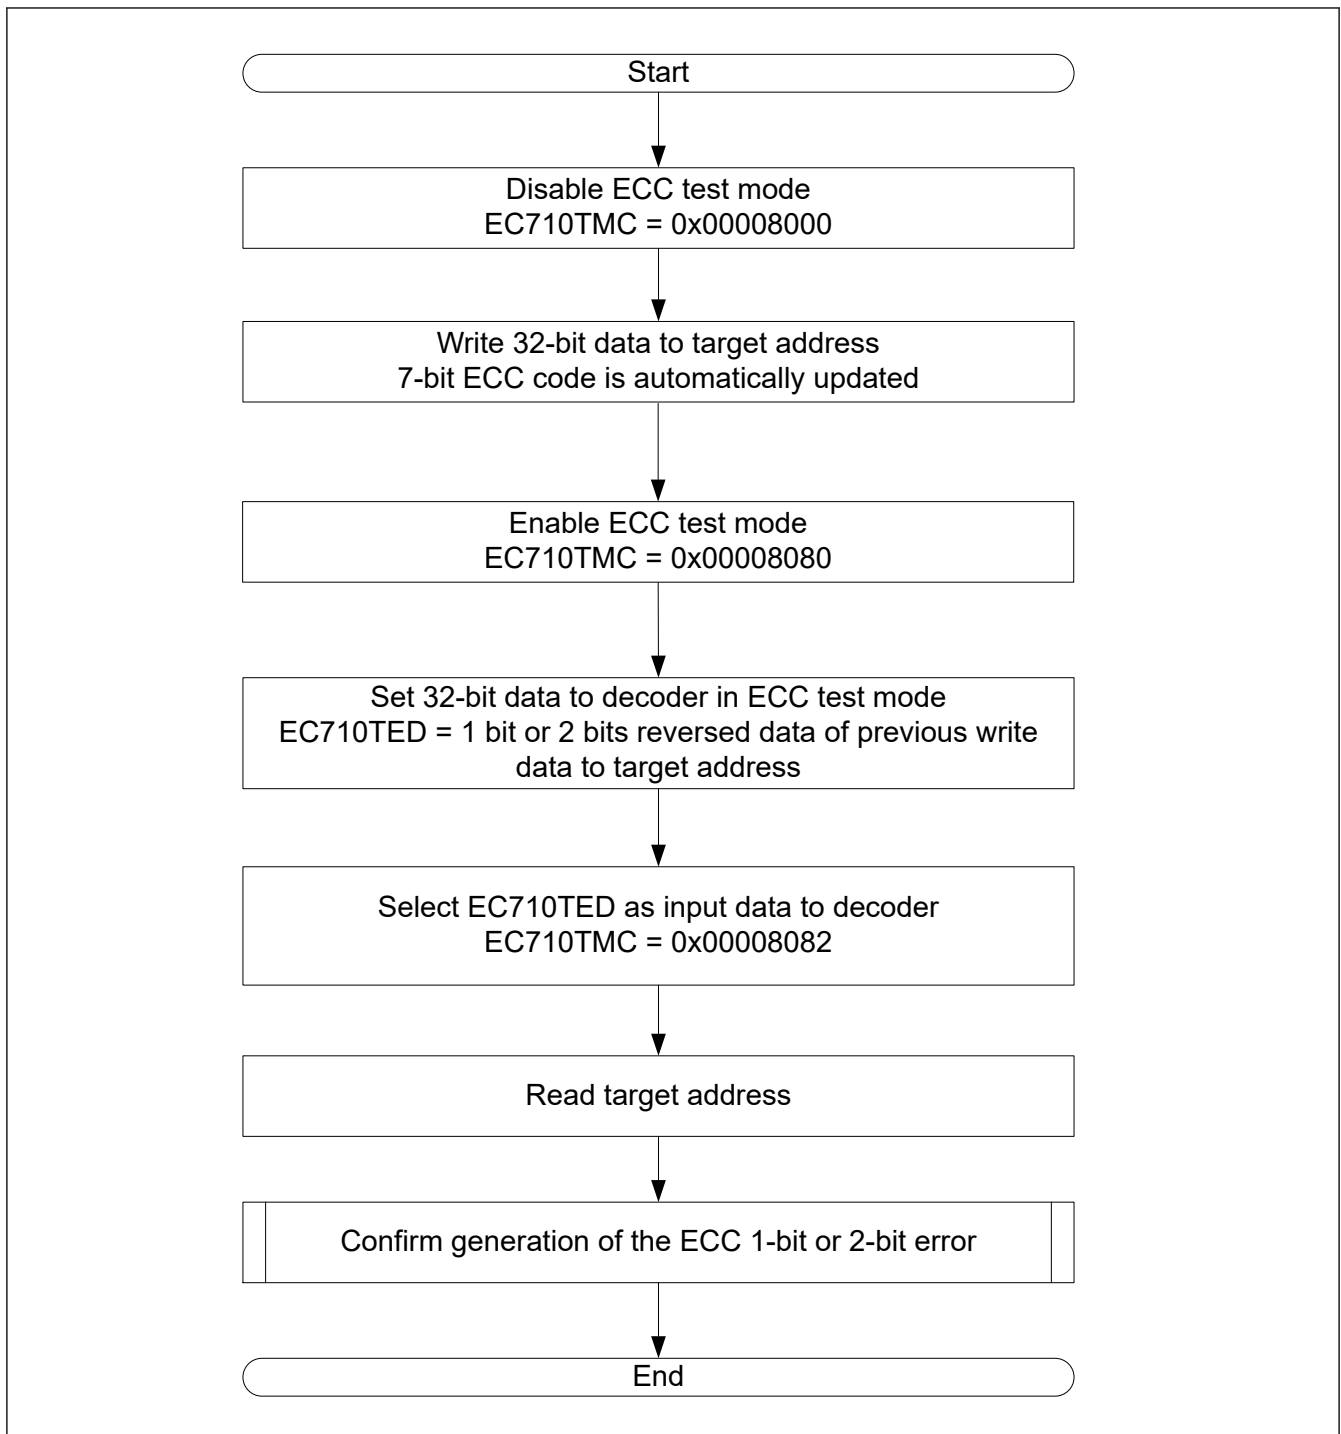 Start
Disable ECC test mode
EC710TMC = 0x00008000
Write 32-bit data to target address
7-bit ECC code is automatically updated
Enable ECC test mode
EC710TMC = 0x00008080
Set 32-bit data to decoder in ECC test mode
EC710TED = 1 bit or 2 bits reversed data of previous write
data to target address
Select EC710TED as input data to decoder
EC710TMC = 0x00008082
Read target address
Confirm generation of the ECC 1-bit or 2-bit error
End